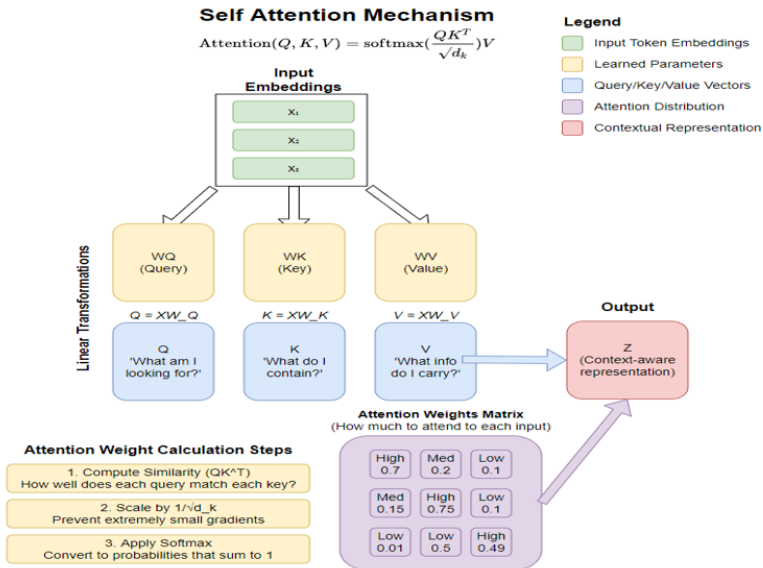 Self Attention Mechanism
Attention(Q, K, V) = softmax(QK^T/√d_k)V
Legend
Input Token Embeddings
Learned Parameters
Query/Key/Value Vectors
Attention Distribution
Contextual Representation
Input
Embeddings
X₁
X₂
X₃
Linear Transformations
WQ
(Query)
WK
(Key)
WV
(Value)
Q = XW_Q
K = XW_K
V = XW_V
Q
'What am I
looking for?'
K
'What do I
contain?'
V
'What info
do I carry?'
Output
Z
(Context-aware
representation)
Attention Weights Matrix
(How much to attend to each input)
High
0.7
Med
0.2
Low
0.1
Med
0.15
High
0.75
Low
0.1
Low
0.01
Low
0.5
High
0.49
Attention Weight Calculation Steps
1. Compute Similarity (QK^T)
How well does each query match each key?
2. Scale by 1/√d_k
Prevent extremely small gradients
3. Apply Softmax
Convert to probabilities that sum to 1